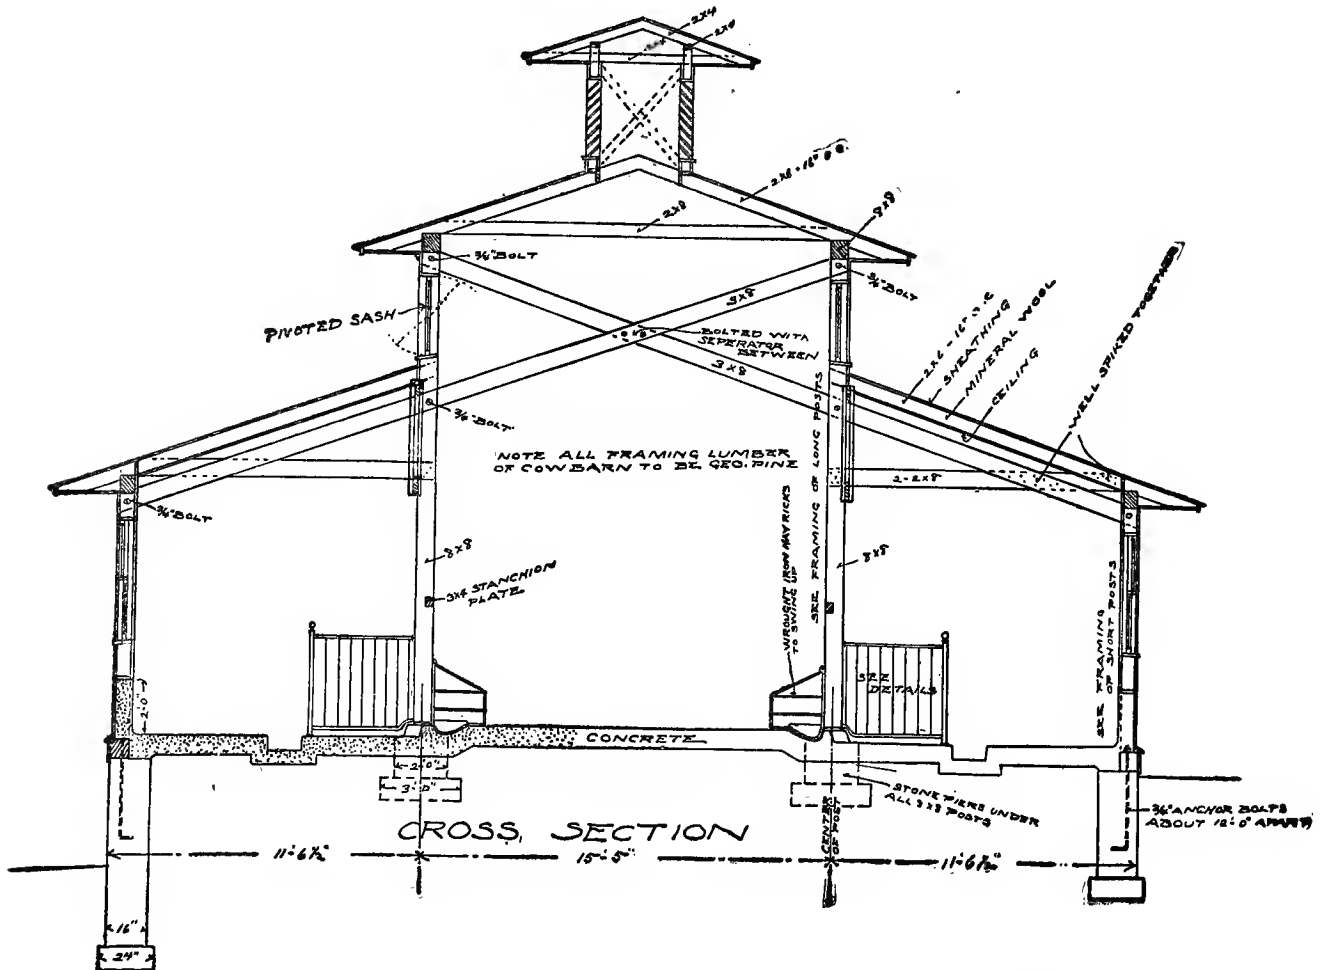 2x4
2x4
2x6 - 16" O.C.
2x8
8x8
3/4" BOLT
3/4" BOLT
PIVOTED SASH
3x8
BOLTED WITH
SEPERATOR
BETWEEN
3x8
2x6 - 16" O.C
SHEATHING
MINERAL WOOL
CEILING
WELL SPIKED TOGETHER
3/4" BOLT
NOTE ALL FRAMING LUMBER
OF COW BARN TO BE GEO. PINE
2-2x8
3/4" BOLT
8x8
8x8
3x4 STANCHION
PLATE
WROUGHT IRON HAY RICKS
TO SWING UP
SEE FRAMING OF LONG POSTS
SEE FRAMING
OF SHORT POSTS
SEE
DETAILS
2'-0"
CONCRETE
2'-0"
3'-0"
STONE PIERS UNDER
ALL 8x8 POSTS
CENTER
OF POST
3/4" ANCHOR BOLTS
ABOUT 12'-0" APART
CROSS SECTION
11'-6 1/2"
15'-5"
11'-6 1/2"
16"
24"